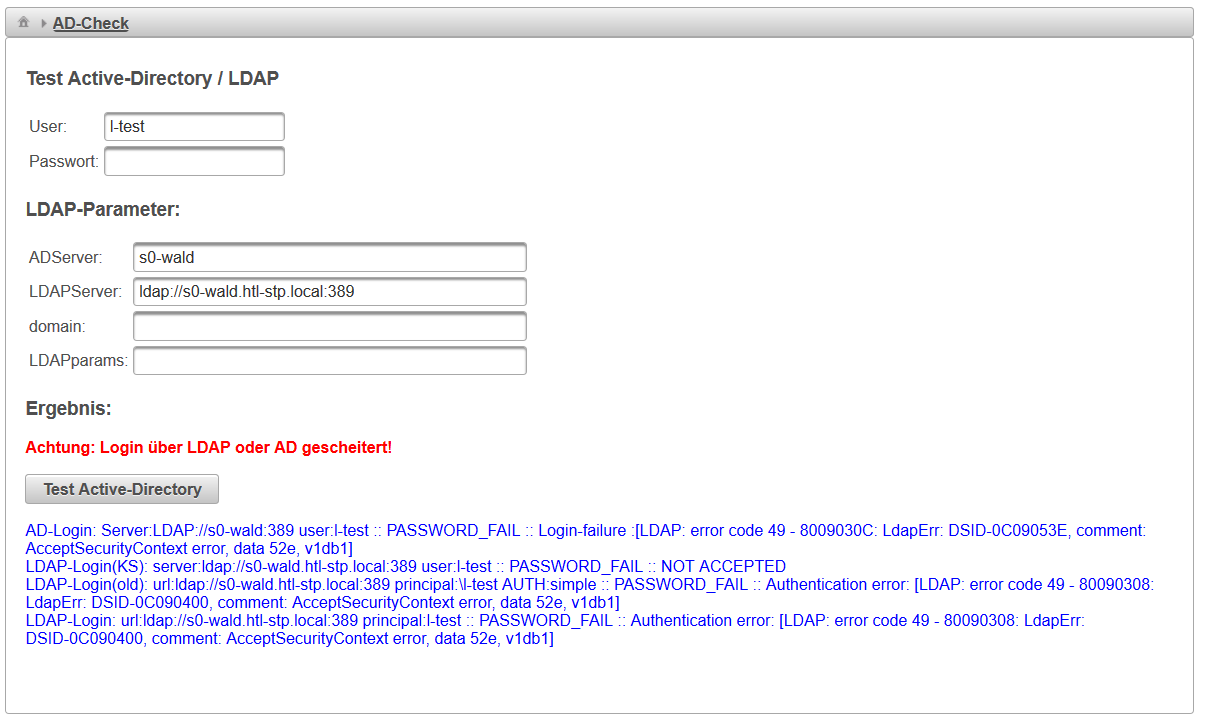 AD-Check
Test Active-Directory / LDAP
User: l-test
Passwort:
LDAP-Parameter:
ADServer: s0-wald
LDAPServer: ldap://s0-wald.htl-stp.local:389
domain:
LDAPparams:
Ergebnis:
Achtung: Login über LDAP oder AD gescheitert!
Test Active-Directory
AD-Login: Server:LDAP://s0-wald:389 user:l-test :: PASSWORD_FAIL :: Login-failure :[LDAP: error code 49 - 8009030C: LdapErr: DSID-0C09053E, comment:
AcceptSecurityContext error, data 52e, v1db1]
LDAP-Login(KS): server:ldap://s0-wald.htl-stp.local:389 user:l-test :: PASSWORD_FAIL :: NOT ACCEPTED
LDAP-Login(old): url:ldap://s0-wald.htl-stp.local:389 principal:\l-test AUTH:simple :: PASSWORD_FAIL :: Authentication error: [LDAP: error code 49 - 80090308:
LdapErr: DSID-0C090400, comment: AcceptSecurityContext error, data 52e, v1db1]
LDAP-Login: url:ldap://s0-wald.htl-stp.local:389 principal:l-test :: PASSWORD_FAIL :: Authentication error: [LDAP: error code 49 - 80090308: LdapErr:
DSID-0C090400, comment: AcceptSecurityContext error, data 52e, v1db1]